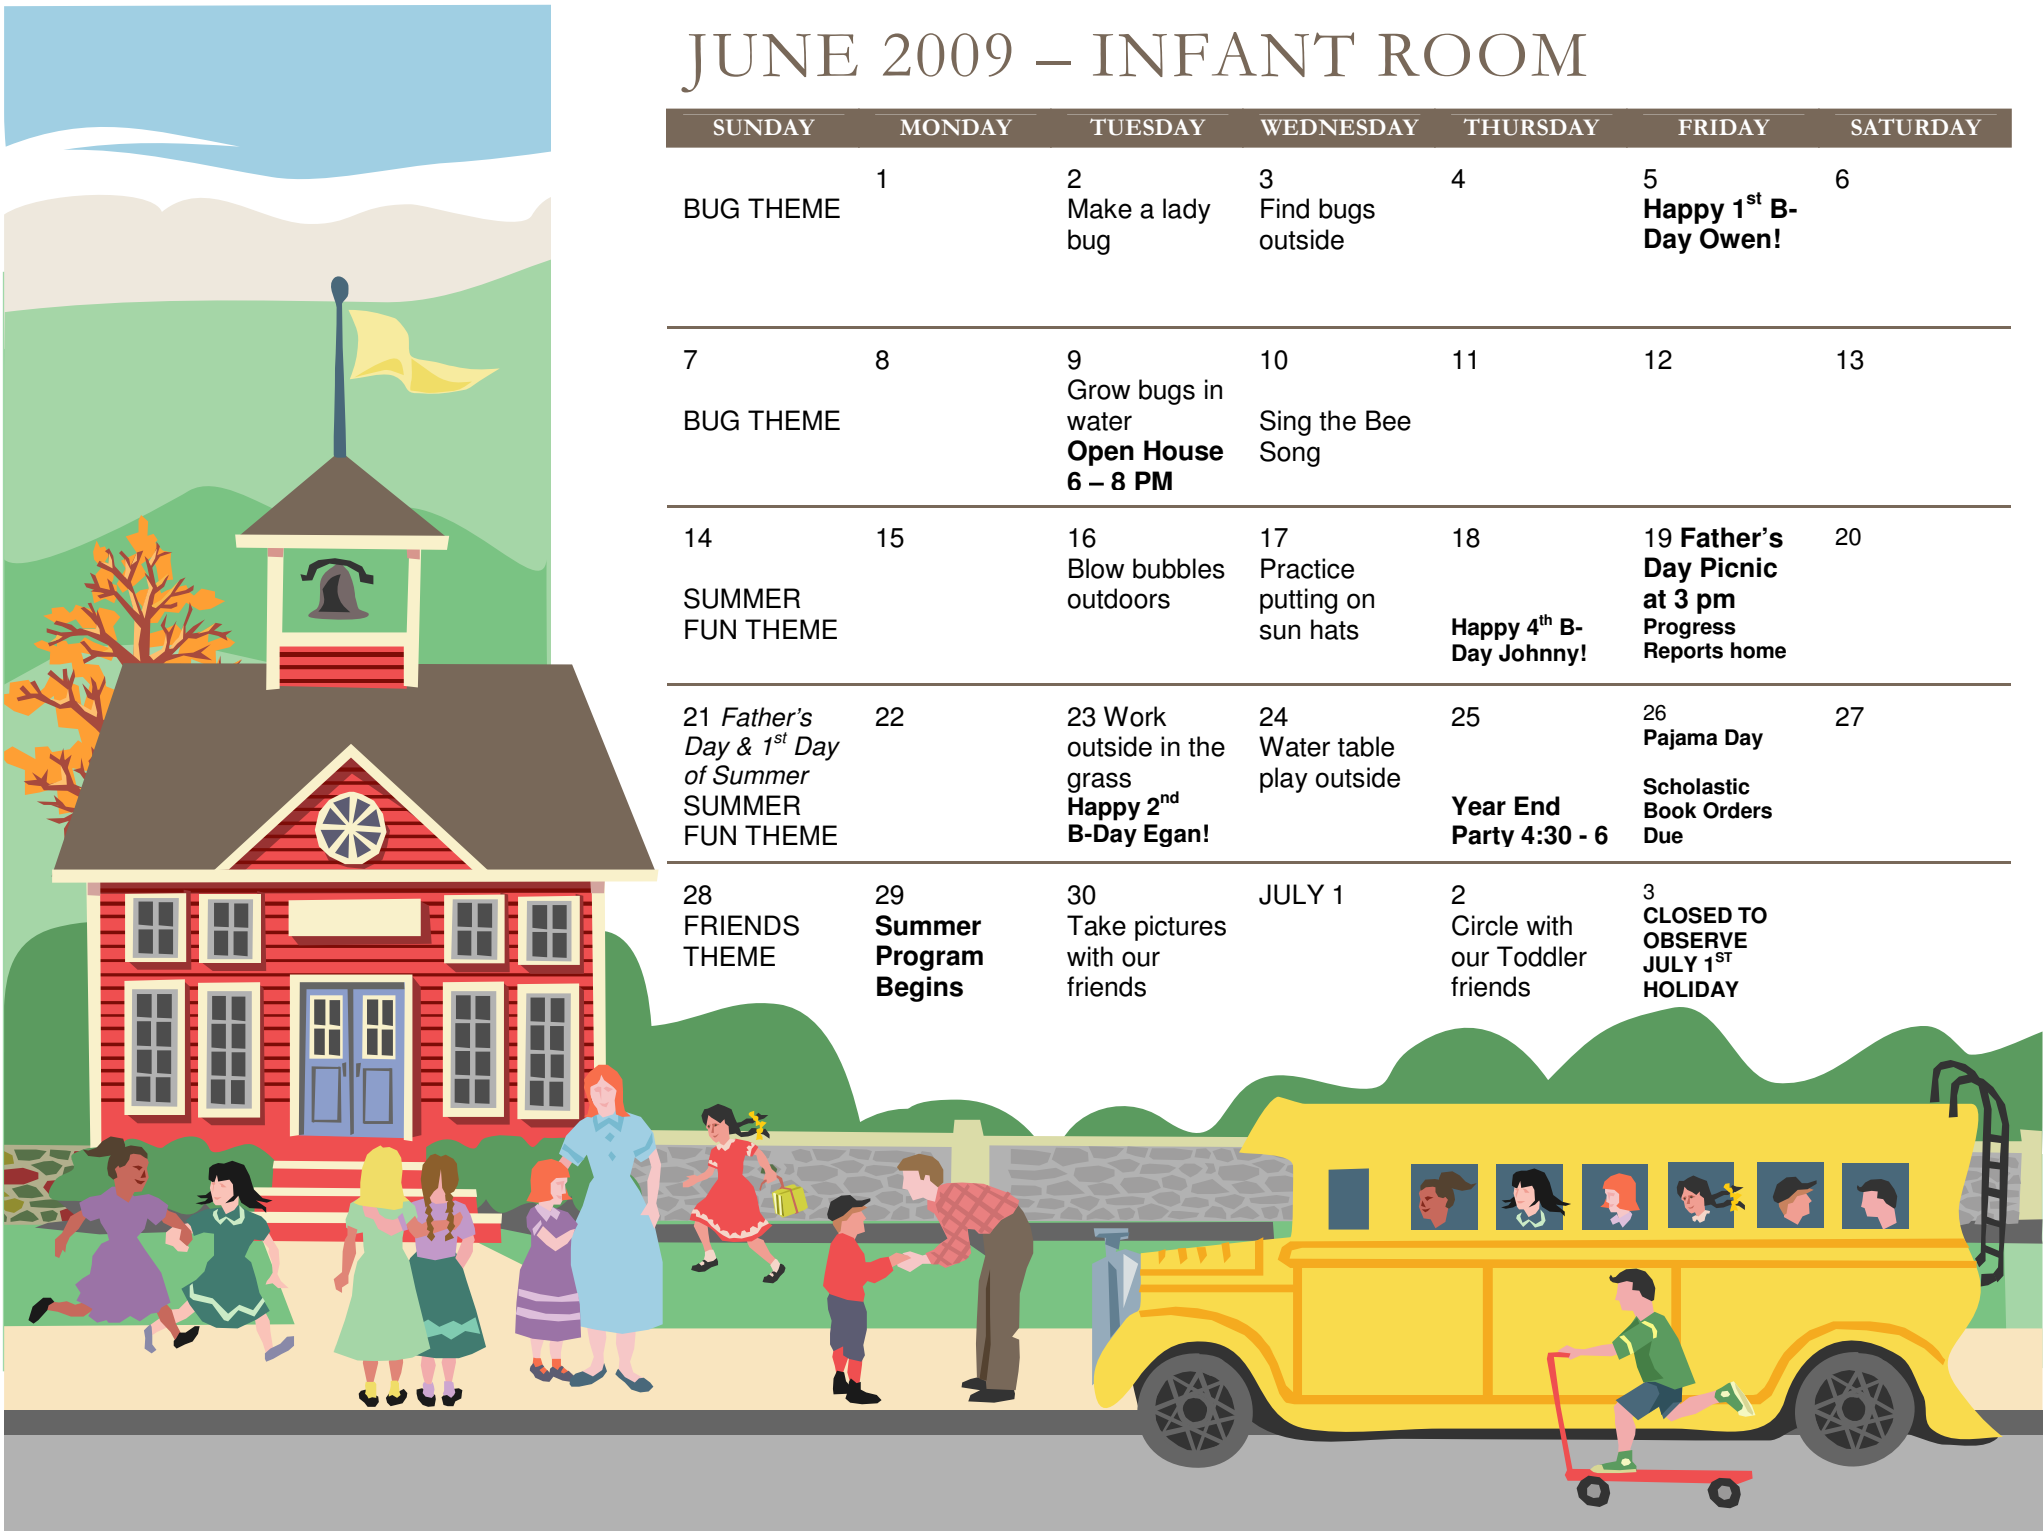 JUNE 2009 – INFANT ROOM
SUNDAY MONDAY TUESDAY WEDNESDAY THURSDAY FRIDAY SATURDAY
BUG THEME
1
2
Make a lady
bug
3
Find bugs
outside
4
5
Happy 1st B-
Day Owen!
6
7
BUG THEME
8
9
Grow bugs in
water
Open House
6 – 8 PM
10
Sing the Bee
Song
11
12
13
14
SUMMER
FUN THEME
15
16
Blow bubbles
outdoors
17
Practice
putting on
sun hats
18
Happy 4th B-
Day Johnny!
19 Father’s
Day Picnic
at 3 pm
Progress
Reports home
20
21 Father’s
Day & 1st Day
of Summer
SUMMER
FUN THEME
22
23 Work
outside in the
grass
Happy 2nd
B-Day Egan!
24
Water table
play outside
25
Year End
Party 4:30 - 6
26
Pajama Day
Scholastic
Book Orders
Due
27
28
FRIENDS
THEME
29
Summer
Program
Begins
30
Take pictures
with our
friends
JULY 1
2
Circle with
our Toddler
friends
3
CLOSED TO
OBSERVE
JULY 1ST
HOLIDAY